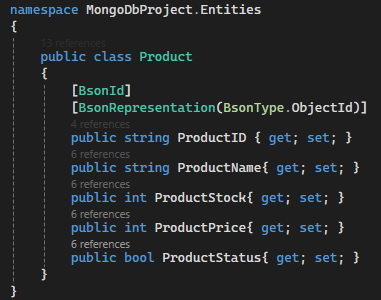 namespace MongoDbProject.Entities
{
13 references
public class Product
{
[BsonId]
[BsonRepresentation(BsonType.ObjectId)]
4 references
public string ProductID { get; set; }
6 references
public string ProductName{ get; set; }
6 references
public int ProductStock{ get; set; }
6 references
public int ProductPrice{ get; set; }
6 references
public bool ProductStatus{ get; set; }
}
}